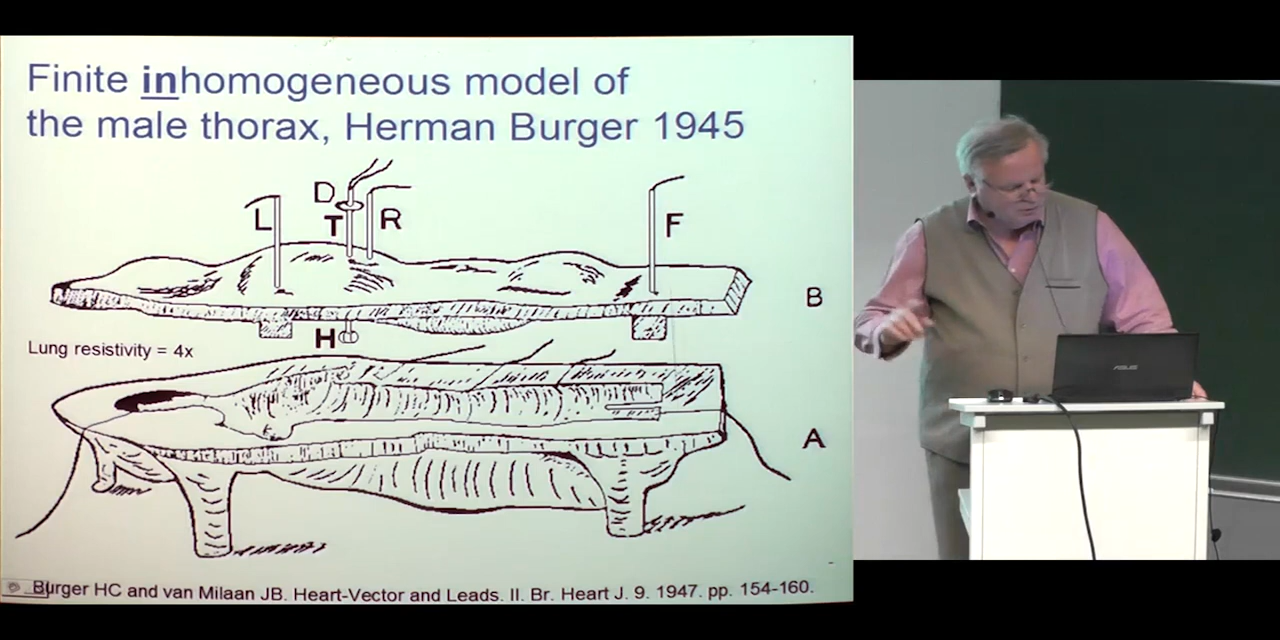 Finite inhomogeneous model of
the male thorax, Herman Burger 1945
D
L
T
R
F
B
H
Lung resistivity = 4x
A
Burger HC and van Milaan JB. Heart-Vector and Leads. II. Br. Heart J. 9. 1947. pp. 154-160.
ASUS